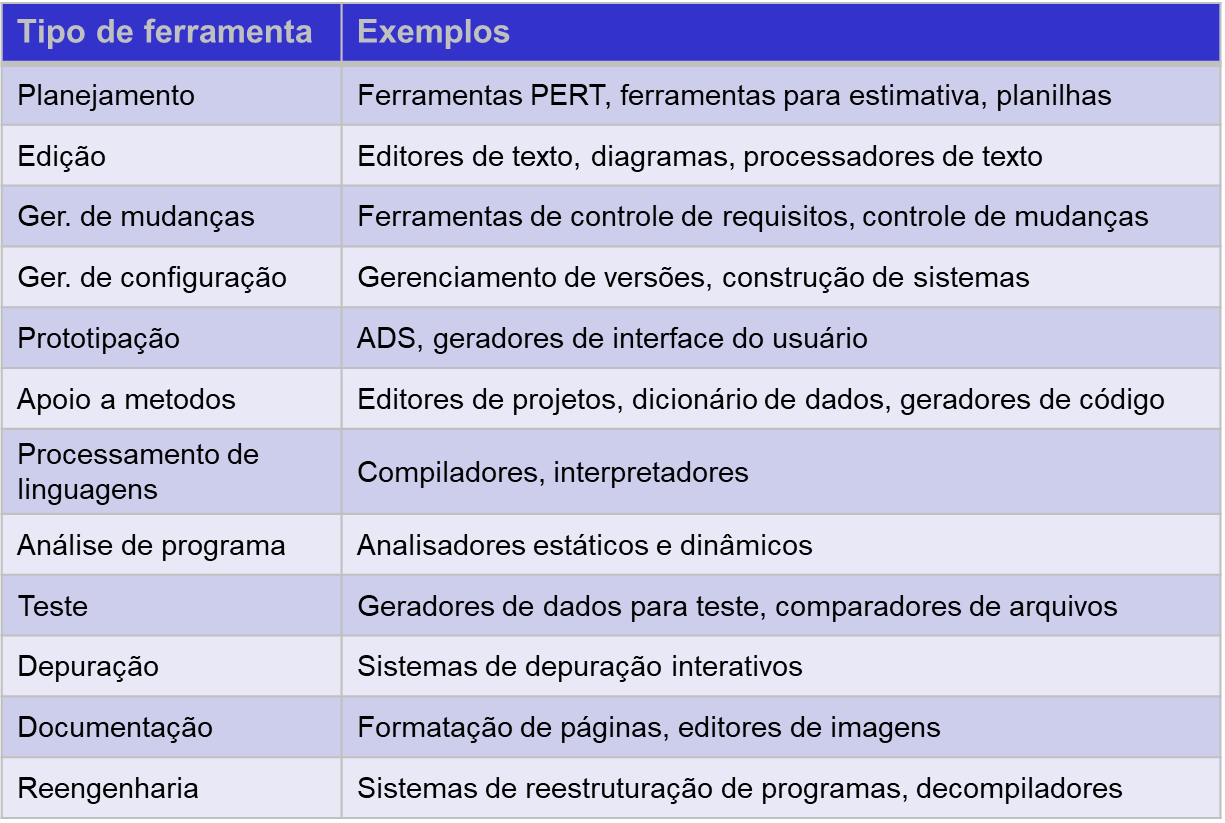 Tipo de ferramenta Exemplos
Planejamento Ferramentas PERT, ferramentas para estimativa, planilhas
Edição Editores de texto, diagramas, processadores de texto
Ger. de mudanças Ferramentas de controle de requisitos, controle de mudanças
Ger. de configuração Gerenciamento de versões, construção de sistemas
Prototipação ADS, geradores de interface do usuário
Apoio a metodos Editores de projetos, dicionário de dados, geradores de código
Processamento de
linguagens
Compiladores, interpretadores
Análise de programa Analisadores estáticos e dinâmicos
Teste Geradores de dados para teste, comparadores de arquivos
Depuração Sistemas de depuração interativos
Documentação Formatação de páginas, editores de imagens
Reengenharia Sistemas de reestruturação de programas, decompiladores